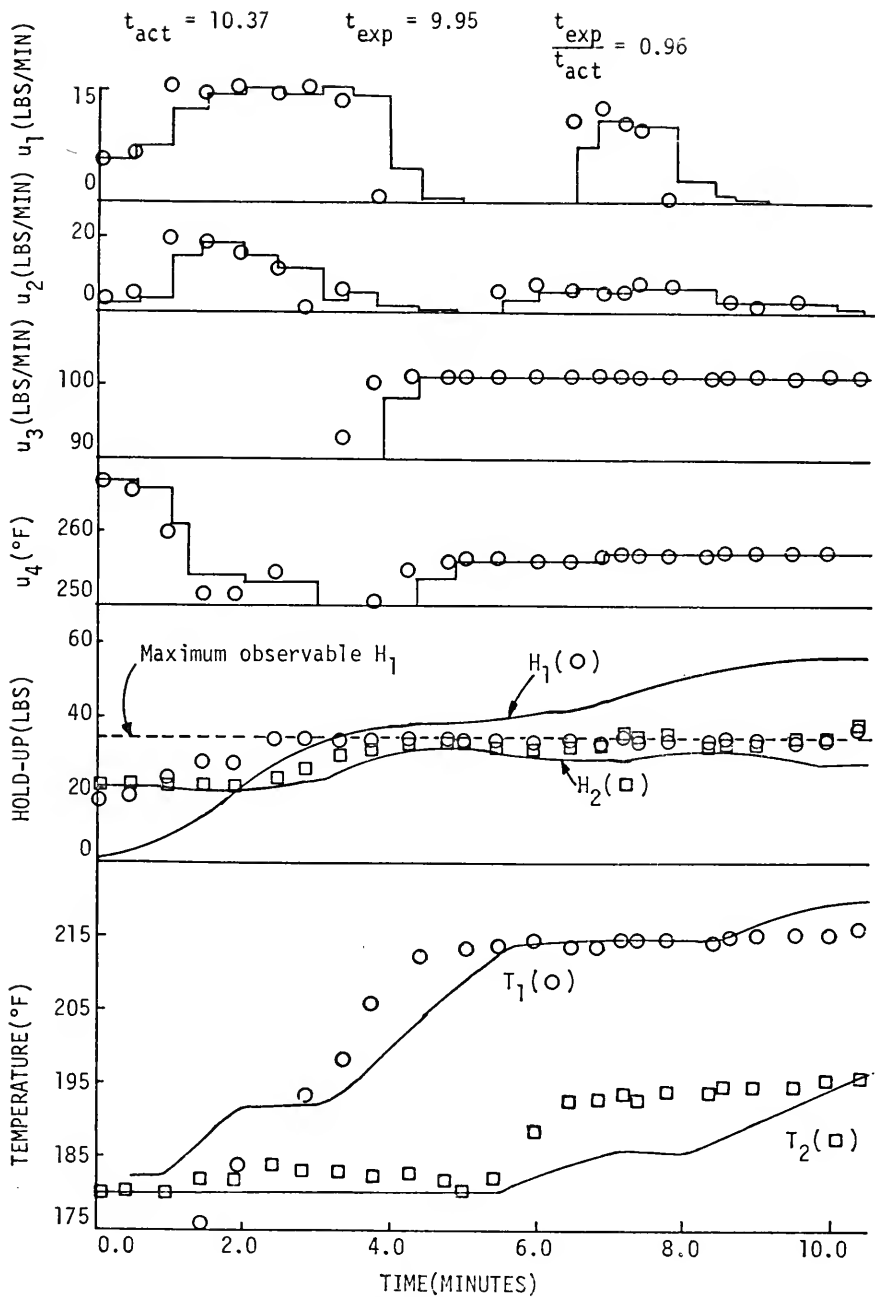 t_act = 10.37 t_exp = 9.95 t_exp/t_act = 0.96
u₁(LBS/MIN)
15
0
u₂(LBS/MIN)
20
0
u₃(LBS/MIN)
100
90
u₄(°F)
260
250
HOLD-UP(LBS)
60
40
20
0
Maximum observable H₁
H₁(○)
H₂(□)
TEMPERATURE(°F)
215
205
195
185
175
T₁(○)
T₂(□)
0.0 2.0 4.0 6.0 8.0 10.0
TIME(MINUTES)